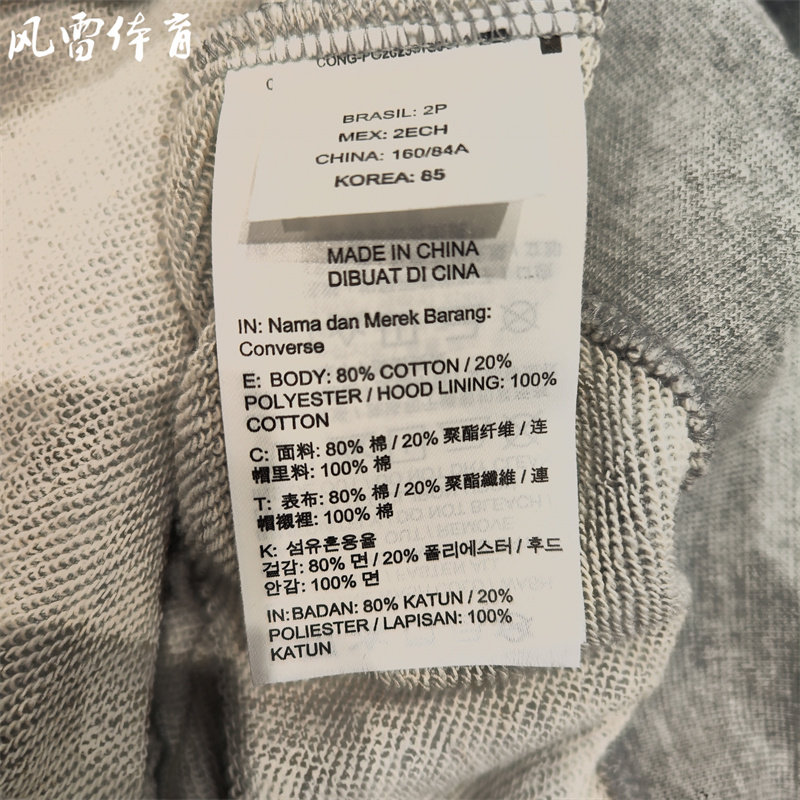 风雷体育
BRASIL: 2P
MEX: 2ECH
CHINA: 160/84A
KOREA: 85
MADE IN CHINA
DIBUAT DI CINA
IN: Nama dan Merek Barang:
Converse
E: BODY: 80% COTTON / 20%
POLYESTER / HOOD LINING: 100%
COTTON
C: 面料: 80% 棉 / 20% 聚酯纤维 / 连
帽里料: 100% 棉
T: 表布: 80% 棉 / 20% 聚酯纖維 / 連
帽襯裡: 100% 棉
K: 섬유혼용율
겉감: 80% 면 / 20% 폴리에스터 / 후드
안감: 100% 면
IN:BADAN: 80% KATUN / 20%
POLIESTER / LAPISAN: 100%
KATUN